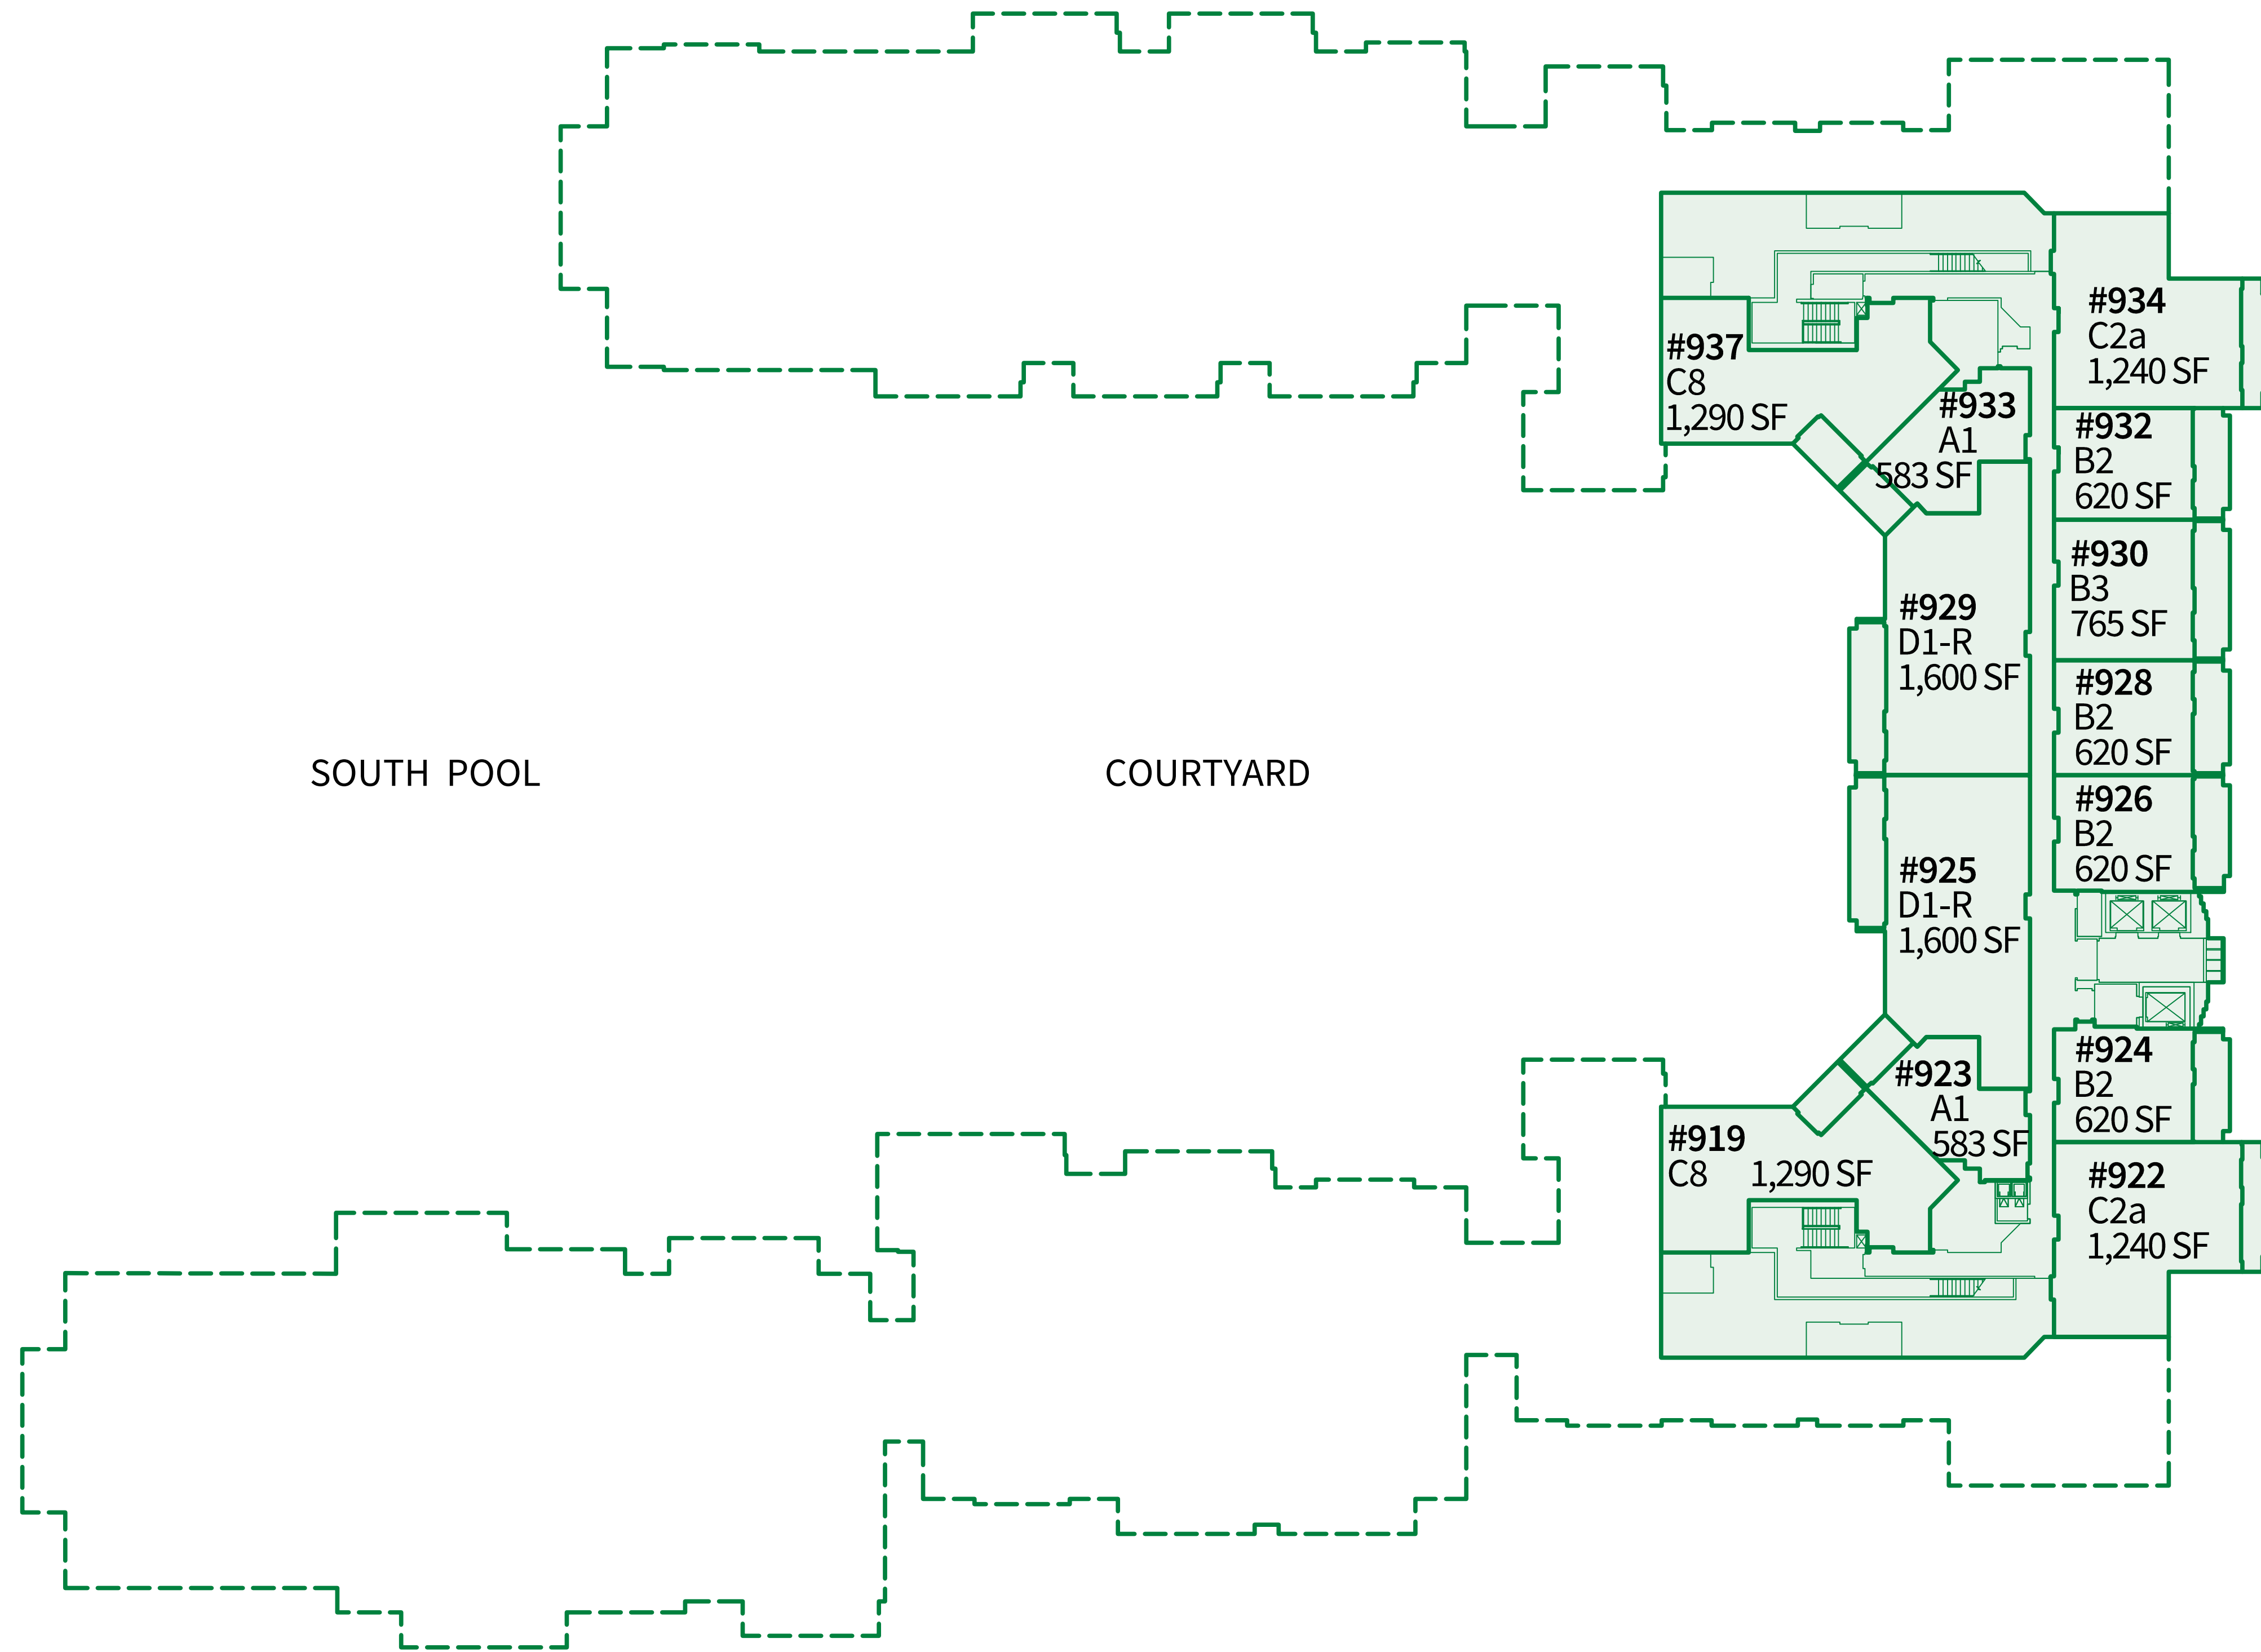 #934
C2a
1,240 SF
#937
C8
1,290 SF
#933
A1
583 SF
#932
B2
620 SF
#930
B3
765 SF
#929
D1-R
1,600 SF
#928
B2
620 SF
SOUTH POOL
COURTYARD
#926
B2
620 SF
#925
D1-R
1,600 SF
#924
B2
620 SF
#923
A1
583 SF
#919
C8 1,290 SF
#922
C2a
1,240 SF